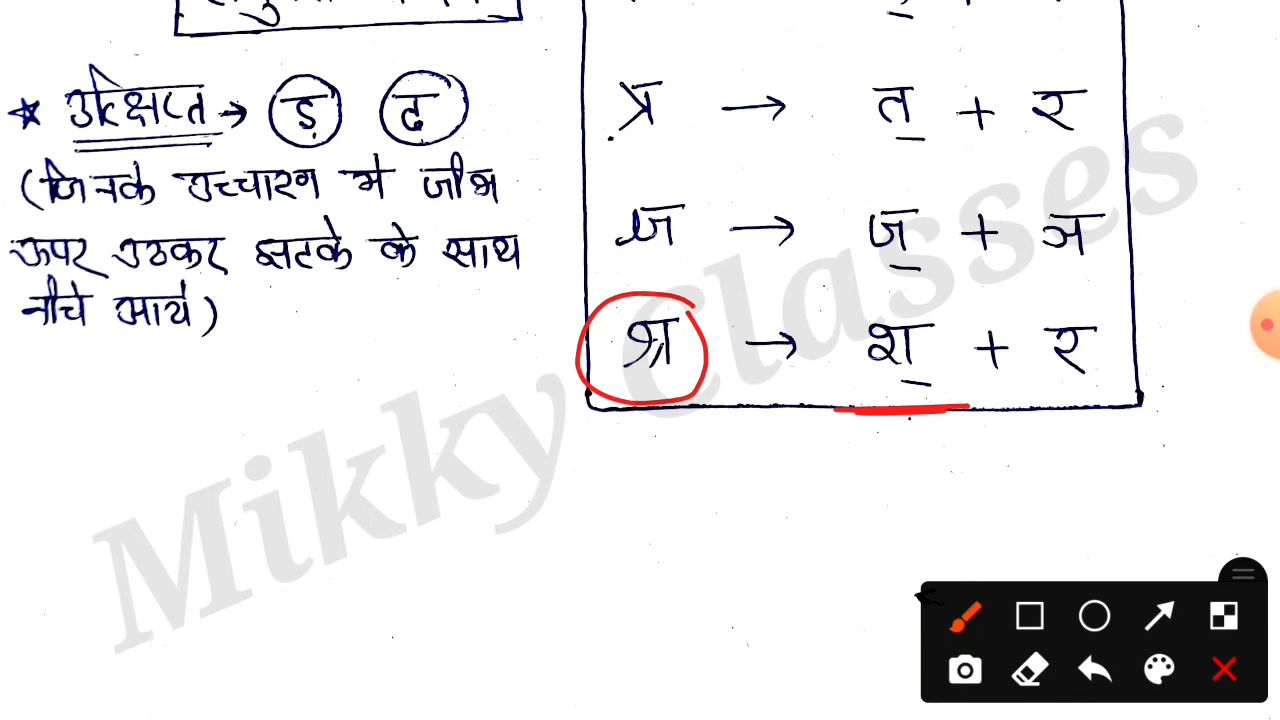 * उत्क्षिप्त → ड़ ढ़
(जिनके उच्चारण मे जीभ
ऊपर उठकर झटके के साथ
नीचे आये)
त्र → त् + र
ज्ञ → ज् + ञ
श्र → श् + र
Mikky Classes